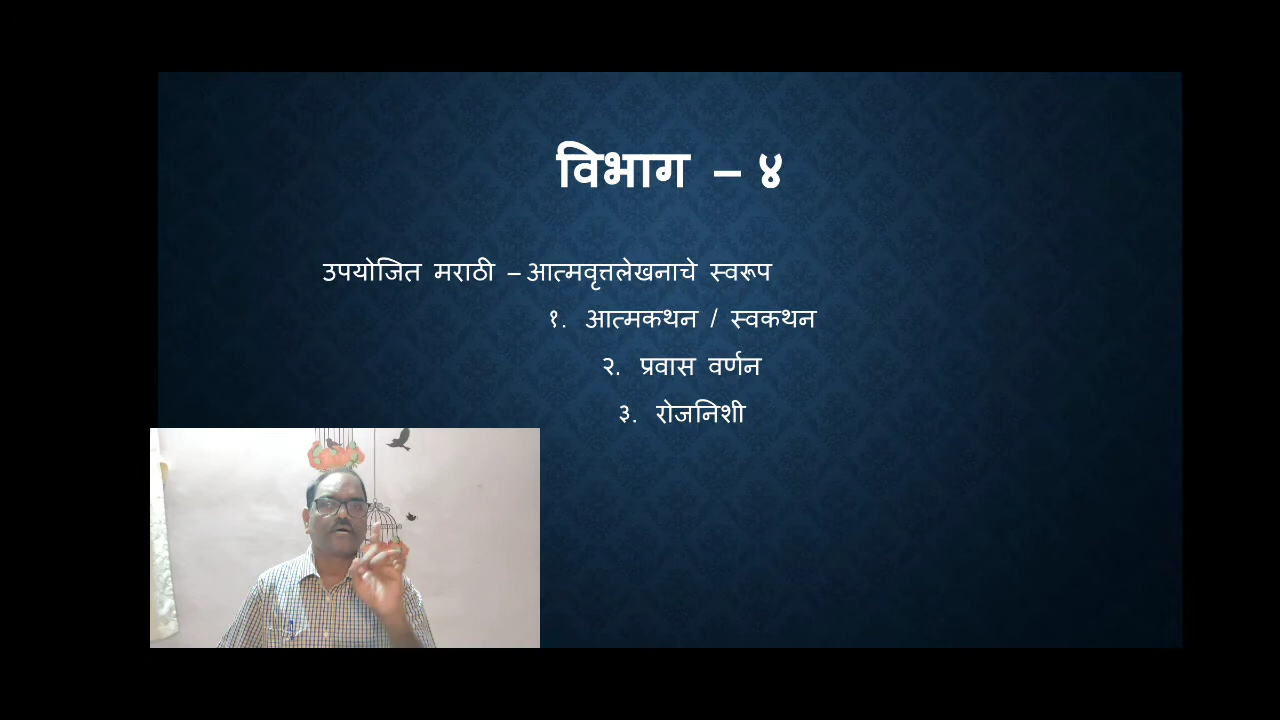 विभाग – ४
उपयोजित मराठी – आत्मवृत्तलेखनाचे स्वरूप
१. आत्मकथन / स्वकथन
२. प्रवास वर्णन
३. रोजनिशी